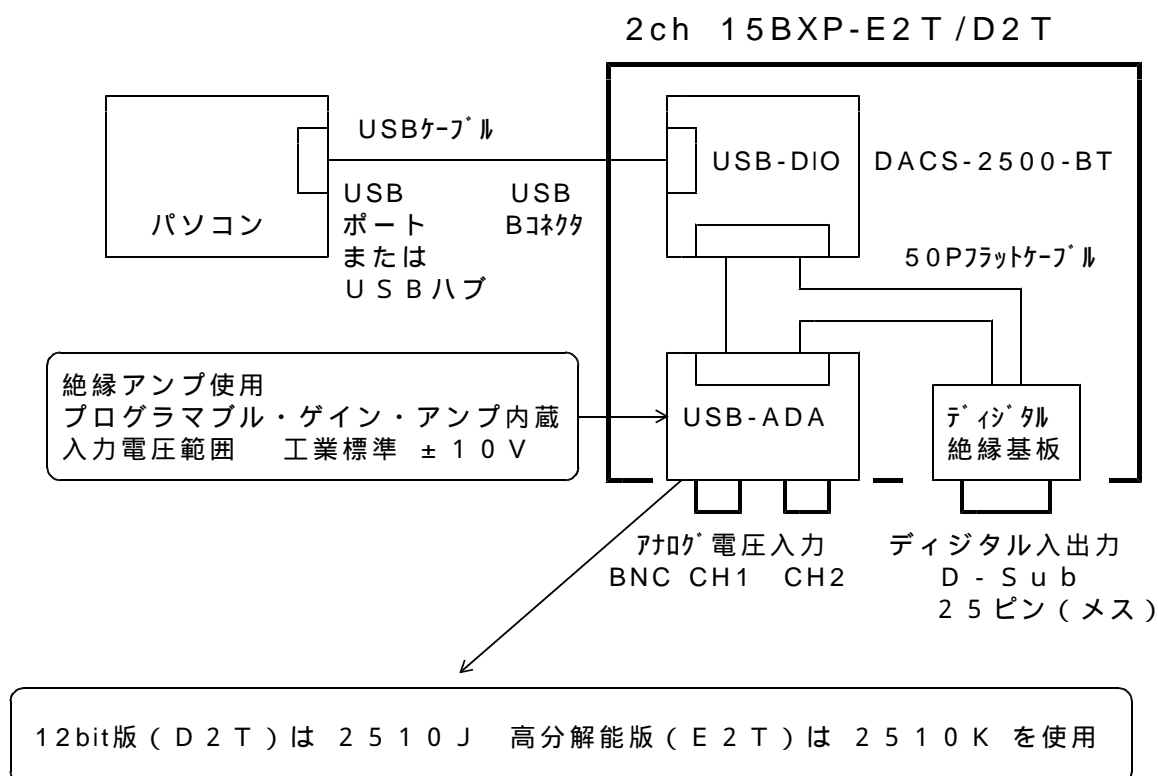 2ch 15BXP-E2T/D2T
USBｹｰﾌﾞﾙ
USB-DIO
DACS-2500-BT
パソコン
USB
ポート
または
ＵＳＢハブ
USB
Bｺﾈｸﾀ
５０Pﾌﾗｯﾄｹｰﾌﾞﾙ
絶縁アンプ使用
プログラマブル・ゲイン・アンプ内蔵
入力電圧範囲　工業標準 ±１０Ｖ
USB-ADA
ﾃﾞｨｼﾞﾀﾙ
絶縁基板
ｱﾅﾛｸﾞ電圧入力
BNC CH1 CH2
ディジタル入出力
Ｄ-Ｓｕｂ
２５ピン（メス）
12bit版（Ｄ２Ｔ）は ２５１０Ｊ　高分解能版（Ｅ２Ｔ）は ２５１０Ｋ を使用